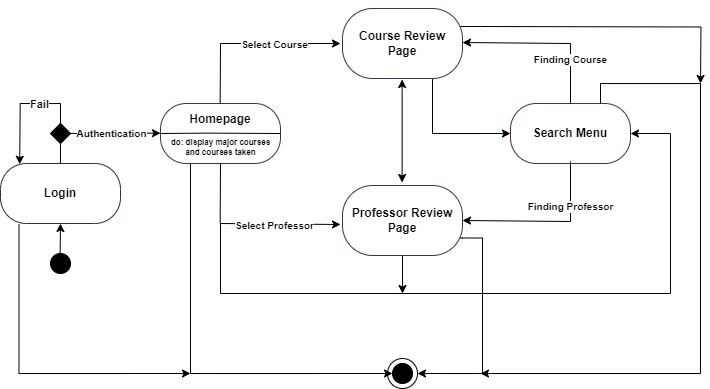 Course Review
Page
Select Course
Finding Course
Fail
Homepage
Authentication
do: display major courses
and courses taken
Search Menu
Login
Professor Review
Page
Select Professor
Finding Professor